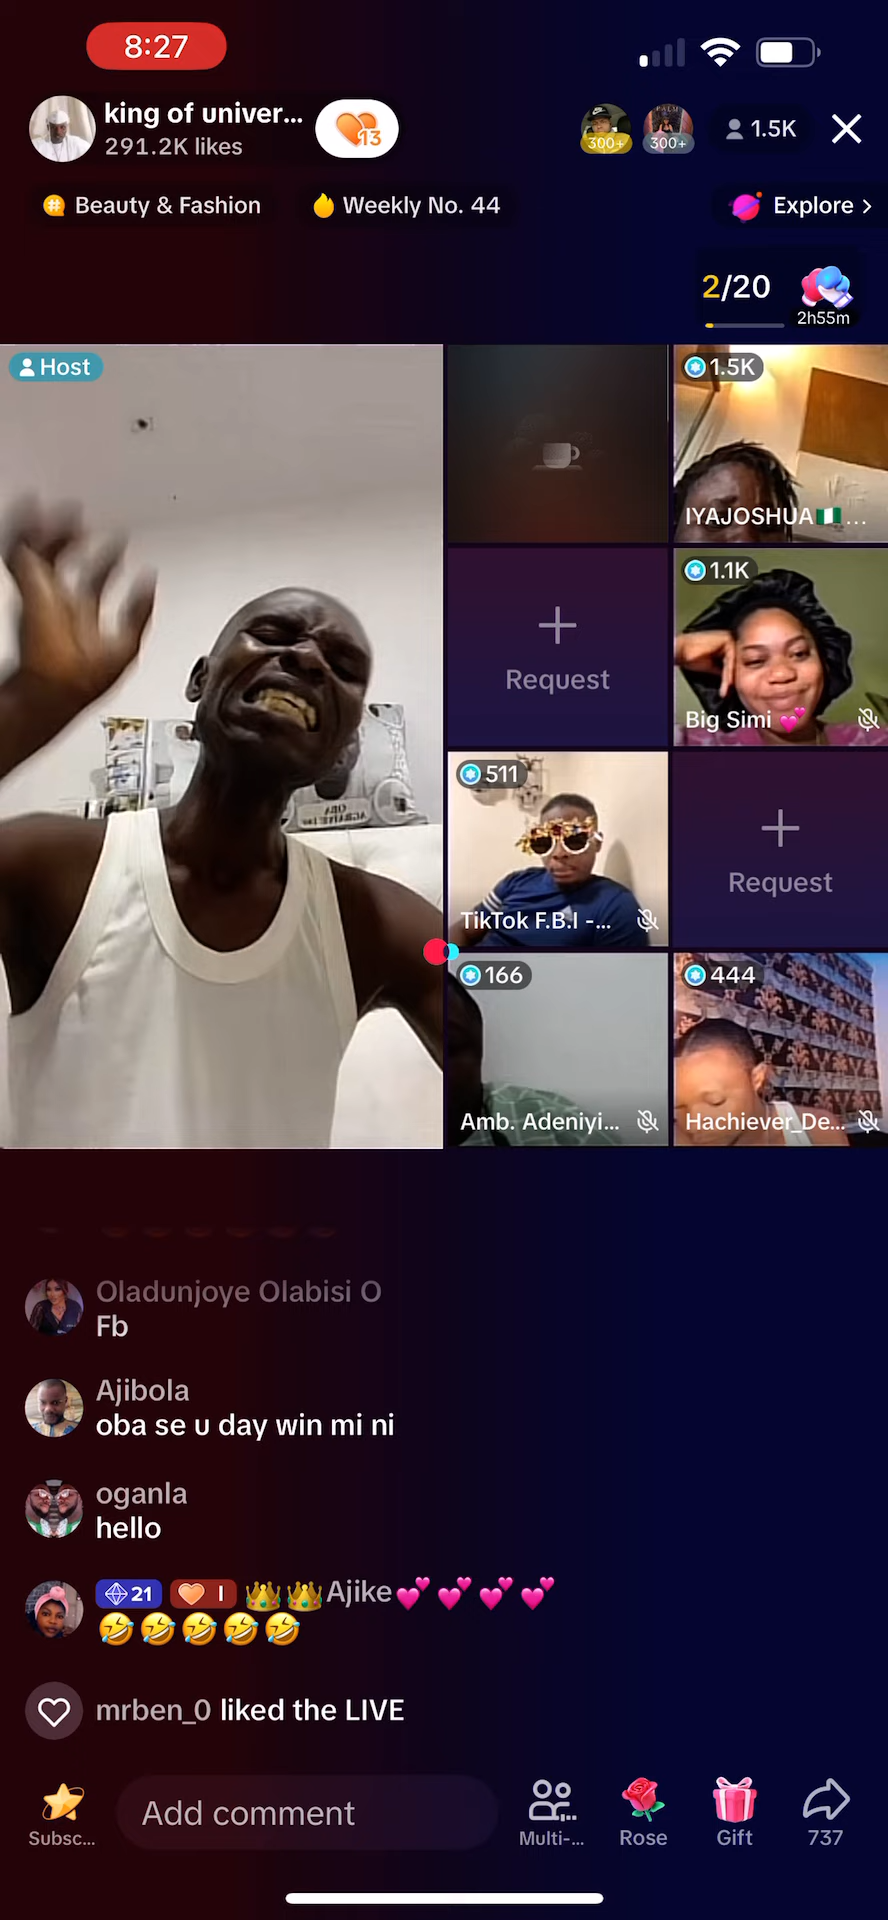 8:27
king of univer...
291.2K likes
13
300+
300+
1.5K
Beauty & Fashion
Weekly No. 44
Explore >
2/20
2h55m
Host
1.5K
IYAJOSHUA🇳🇬...
Request
1.1K
Big Simi 💕
511
TikTok F.B.I -...
Request
166
Amb. Adeniyi...
444
Hachiever_De...
OBA
Oladunjoye Olabisi O
Fb
Ajibola
oba se u day win mi ni
oganla
hello
21 I 👑👑Ajike💕💕💕💕
🤣🤣🤣🤣🤣
mrben_0 liked the LIVE
Subsc...
Add comment
Multi-...
Rose
Gift
737